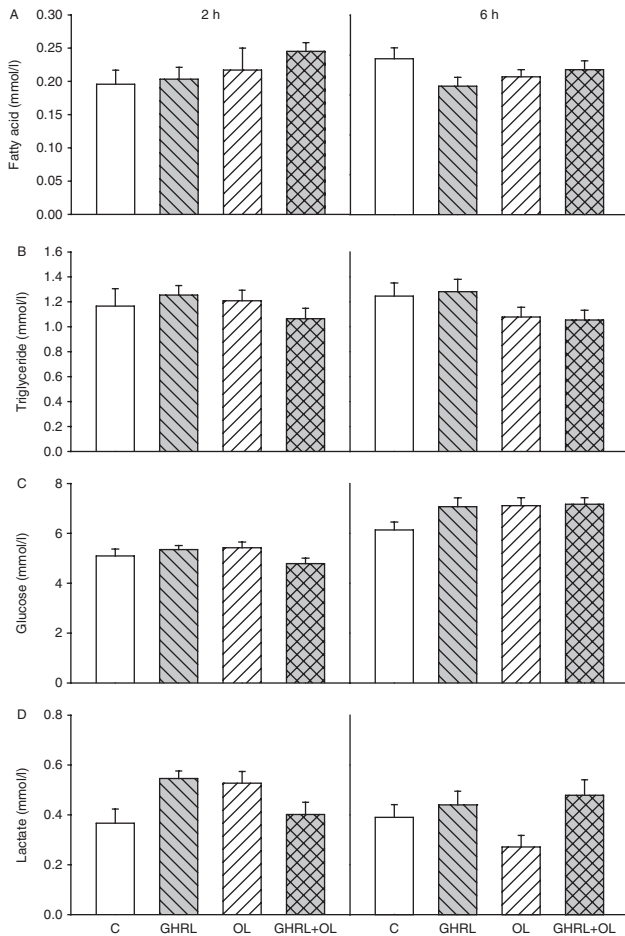 A
2 h
6 h
Fatty acid (mmol/l)
0.30
0.25
0.20
0.15
0.10
0.05
0.00
B
Triglyceride (mmol/l)
1.6
1.4
1.2
1.0
0.8
0.6
0.4
0.2
0.0
C
Glucose (mmol/l)
8
6
4
2
0
D
Lactate (mmol/l)
0.8
0.6
0.4
0.2
0.0
C GHRL OL GHRL+OL C GHRL OL GHRL+OL